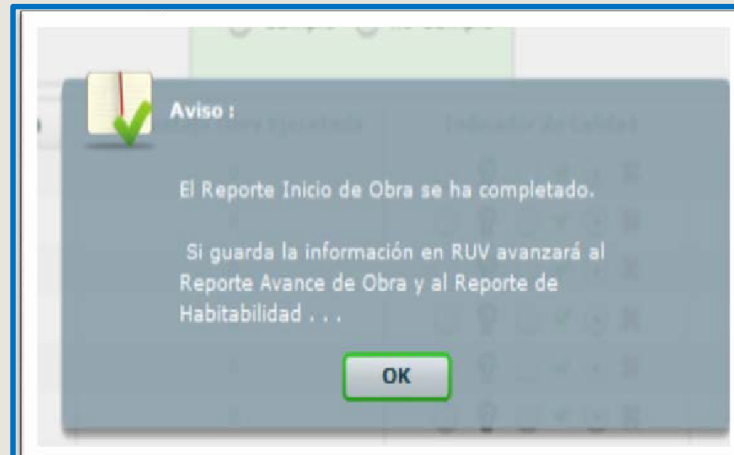 Aviso :
El Reporte Inicio de Obra se ha completado.
Si guarda la información en RUV avanzará al
Reporte Avance de Obra y al Reporte de
Habitabilidad . . .
OK